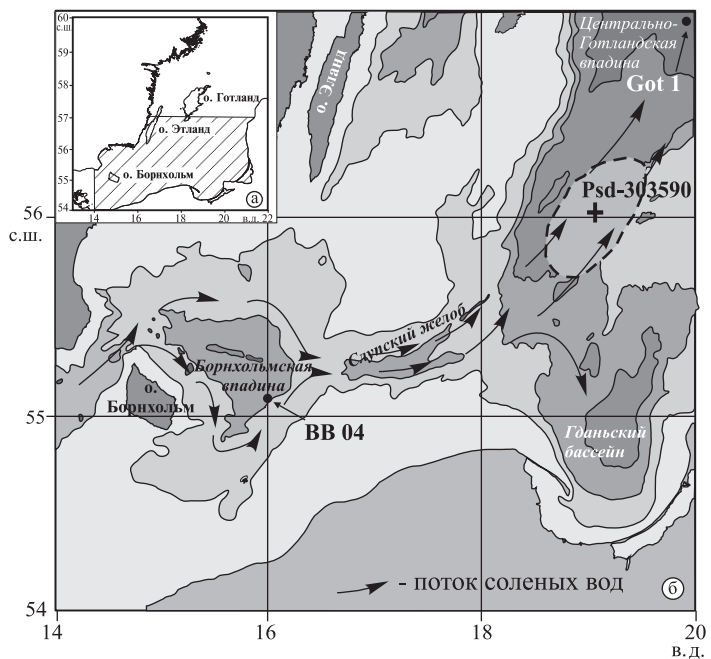 60
с.ш.
59
58
57
56
55
54
14
16
18
20
в.д.
22
о. Готланд
о. Этланд
о. Борнхольм
а
о. Эланд
Центрально-
Готландская
впадина
Got 1
Psd-303590
56
с.ш.
Слупский желоб
Борнхольмская
впадина
о.
Борнхольм
55
BB 04
Гданьский
бассейн
- поток соленых вод
б
54
14
16
18
20
в.д.